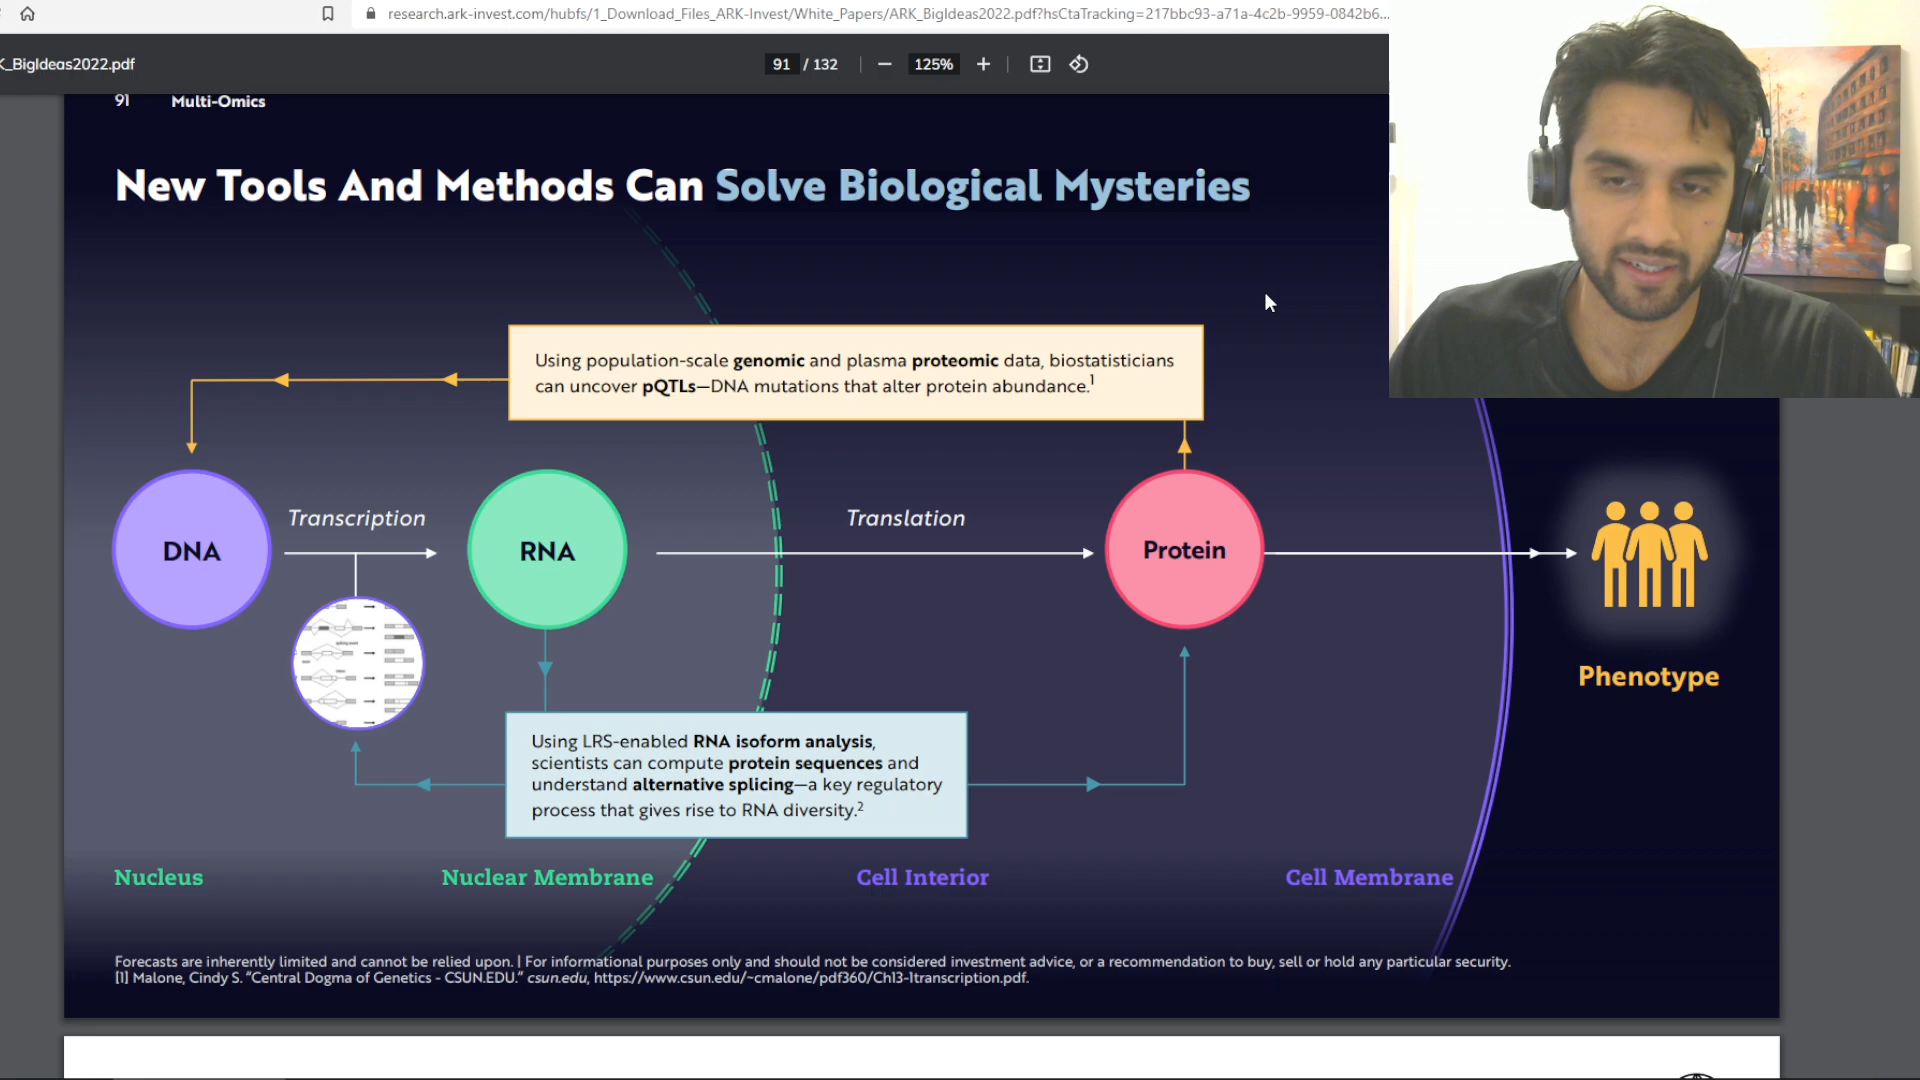 research.ark-invest.com/hubfs/1_Download_Files_ARK-Invest/White_Papers/ARK_BigIdeas2022.pdf?hsCtaTracking=217bbc93-a71a-4c2b-9959-0842b6...
K_BigIdeas2022.pdf
91 / 132
125%
91 Multi-Omics
New Tools And Methods Can Solve Biological Mysteries
Using population-scale genomic and plasma proteomic data, biostatisticians
can uncover pQTLs—DNA mutations that alter protein abundance.1
DNA
Transcription
RNA
Translation
Protein
Phenotype
Using LRS-enabled RNA isoform analysis,
scientists can compute protein sequences and
understand alternative splicing—a key regulatory
process that gives rise to RNA diversity.2
Nucleus
Nuclear Membrane
Cell Interior
Cell Membrane
Forecasts are inherently limited and cannot be relied upon. | For informational purposes only and should not be considered investment advice, or a recommendation to buy, sell or hold any particular security.
[1] Malone, Cindy S. “Central Dogma of Genetics - CSUN.EDU.” csun.edu, https://www.csun.edu/~cmalone/pdf360/Ch13-1transcription.pdf.